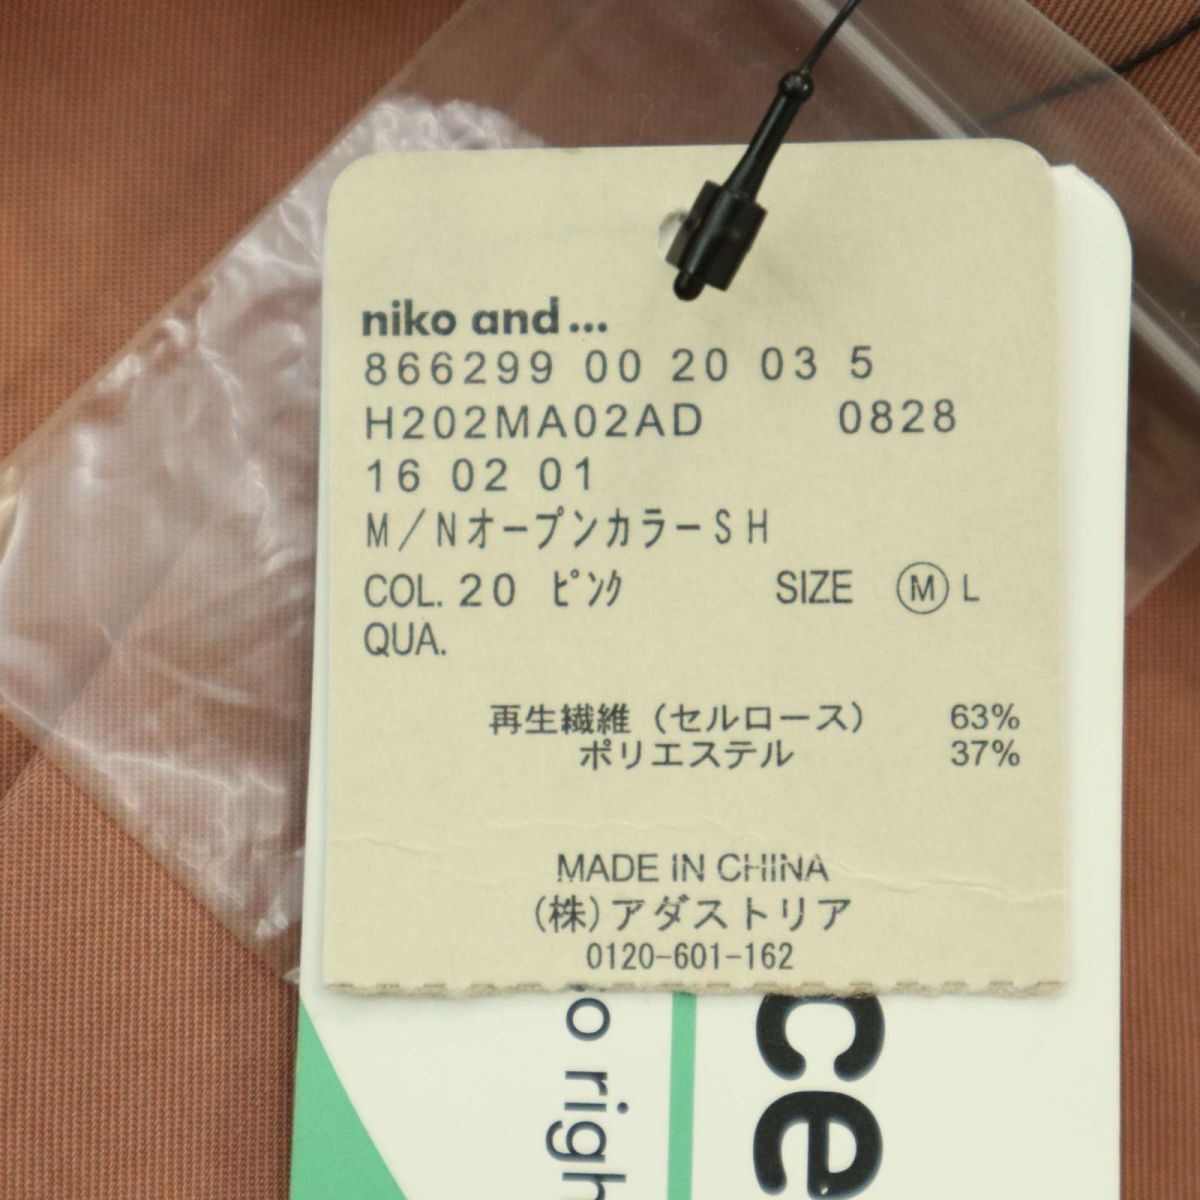 niko and...
866299 00 20 03 5
H202MA02AD 0828
16 02 01
M/NオープンカラーSH
COL. 20 ピンク SIZE Ⓜ L
QUA.
再生繊維(セルロース) 63%
ポリエステル 37%
MADE IN CHINA
(株)アダストリア
0120-601-162